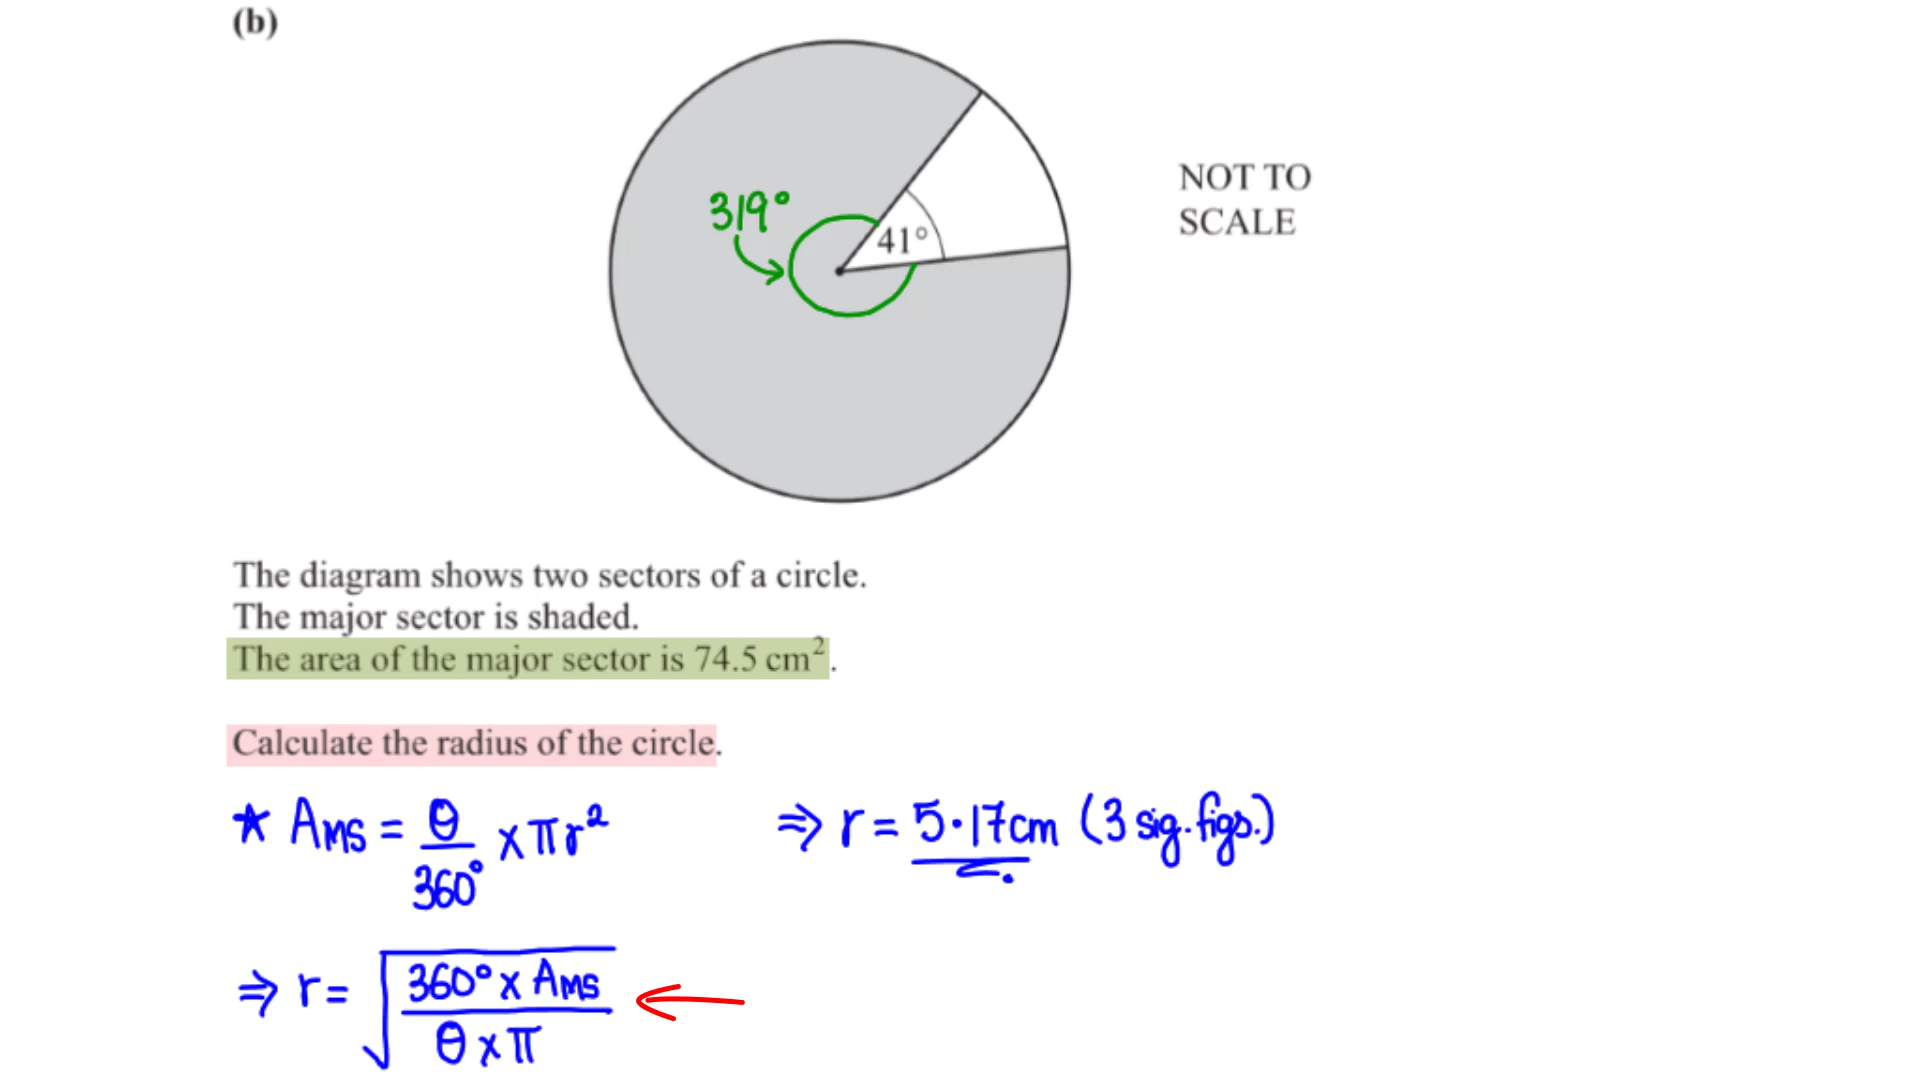 (b)
319°
41°
NOT TO
SCALE
The diagram shows two sectors of a circle.
The major sector is shaded.
The area of the major sector is 74.5 cm².
Calculate the radius of the circle.
★ Ams = θ/360° × πr²
⇒ r = √(360° × Ams / θ × π)
⇒ r = 5·17cm (3 sig. figs.)